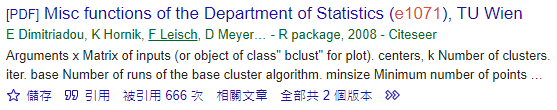 [PDF] Misc functions of the Department of Statistics (e1071), TU Wien
E Dimitriadou, K Hornik, F Leisch, D Meyer… - R package, 2008 - Citeseer
Arguments x Matrix of inputs (or object of class" bclust" for plot). centers, k Number of clusters.
iter. base Number of runs of the base cluster algorithm. minsize Minimum number of points …
儲存 引用 被引用 666 次 相關文章 全部共 2 個版本